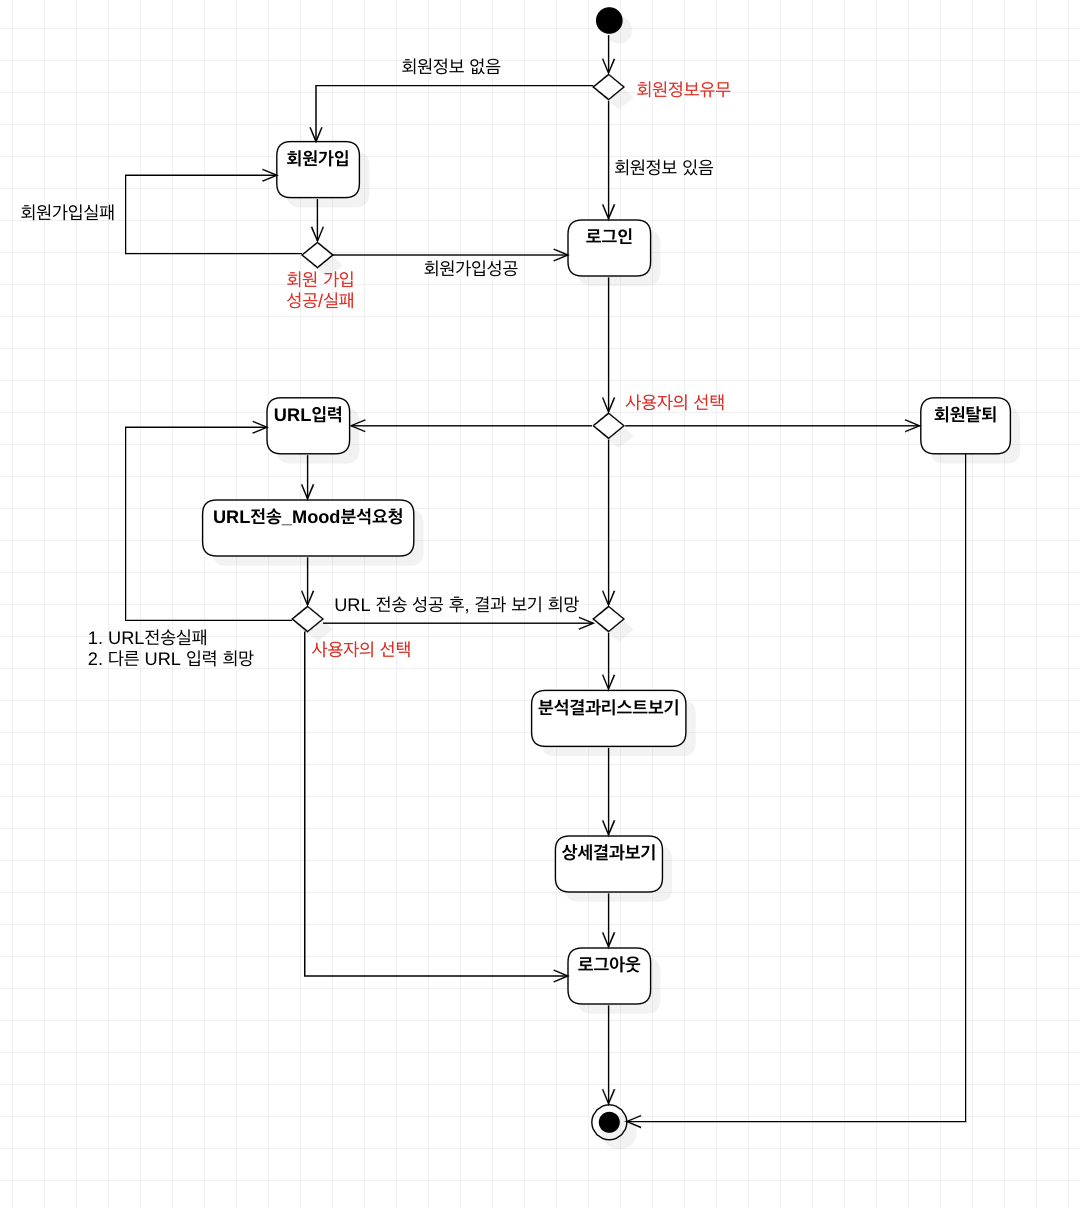 회원정보 없음
회원정보유무
회원가입
회원정보 있음
회원가입실패
로그인
회원가입성공
회원 가입
성공/실패
사용자의 선택
URL입력
회원탈퇴
URL전송_Mood분석요청
URL 전송 성공 후, 결과 보기 희망
1. URL전송실패
2. 다른 URL 입력 희망
사용자의 선택
분석결과리스트보기
상세결과보기
로그아웃